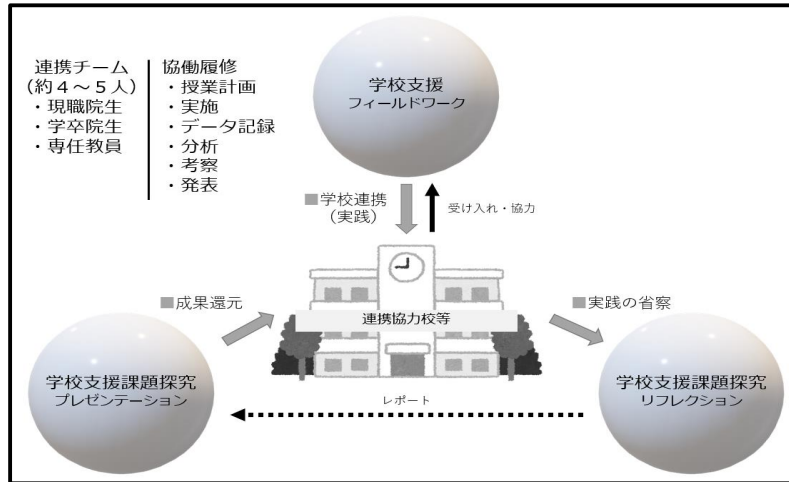 連携チーム
(約4～5人)
・現職院生
・学卒院生
・専任教員
協働履修
・授業計画
・実施
・データ記録
・分析
・考察
・発表
学校支援
フィールドワーク
■学校連携
(実践)
受け入れ・協力
■成果還元
■実践の省察
連携協力校等
学校支援課題探究
プレゼンテーション
レポート
学校支援課題探究
リフレクション